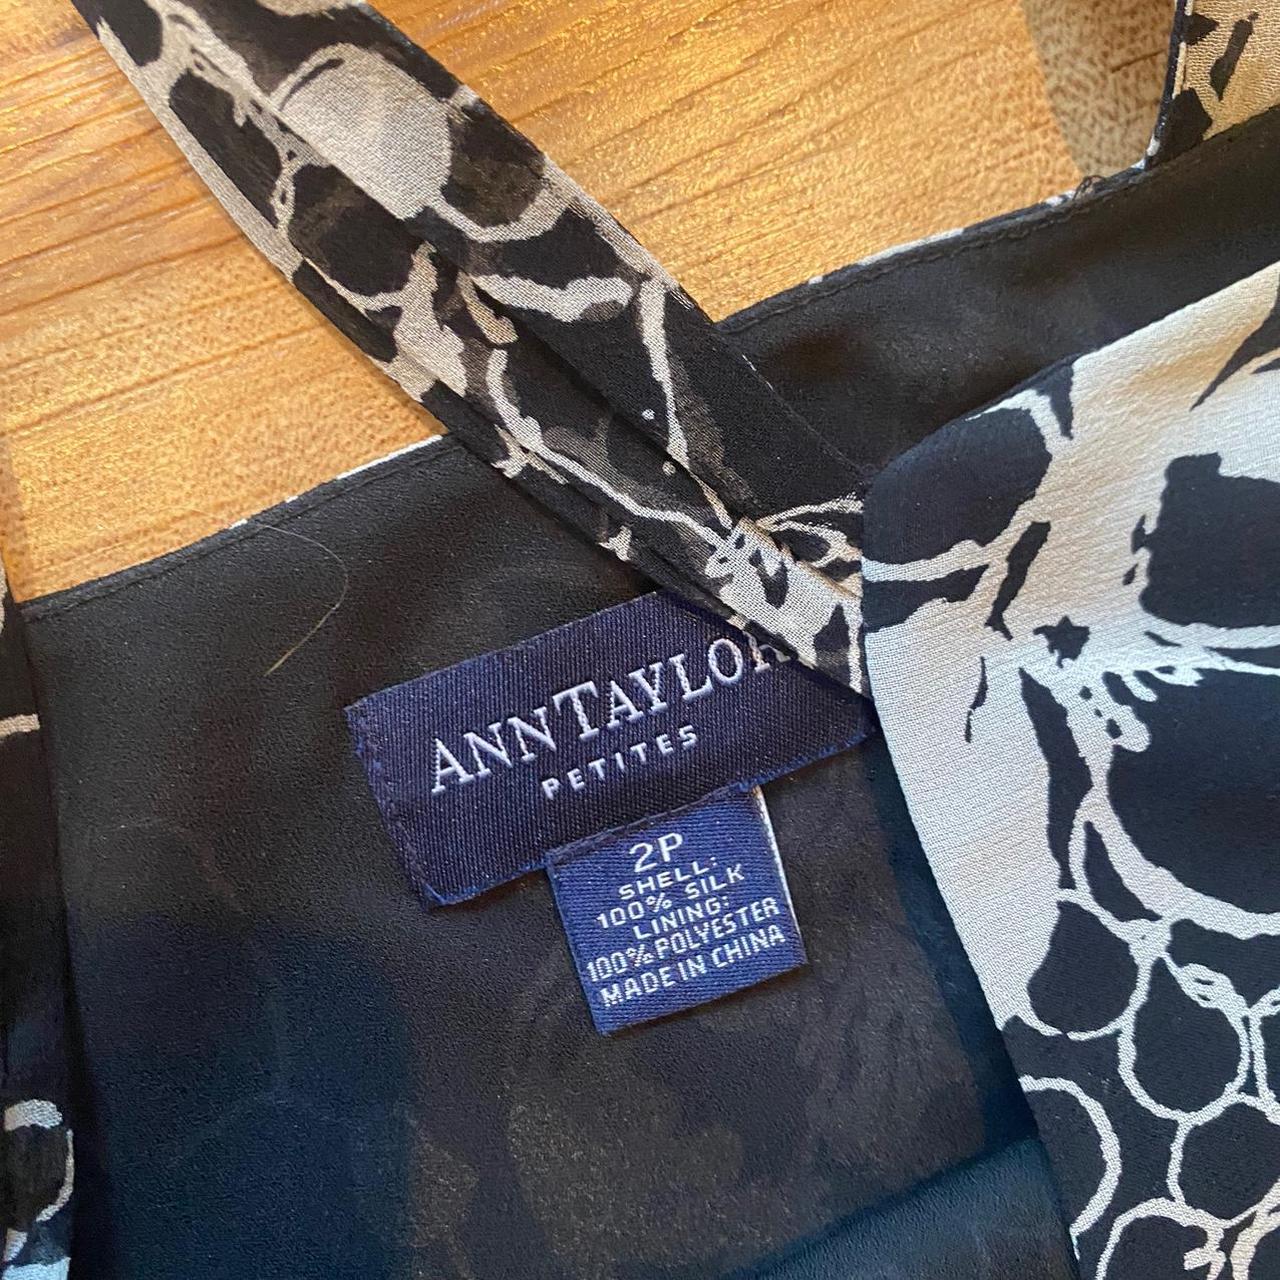 ANNTAYLOR
PETITES
2P
SHELL:
100% SILK
LINING:
100% POLYESTER
MADE IN CHINA